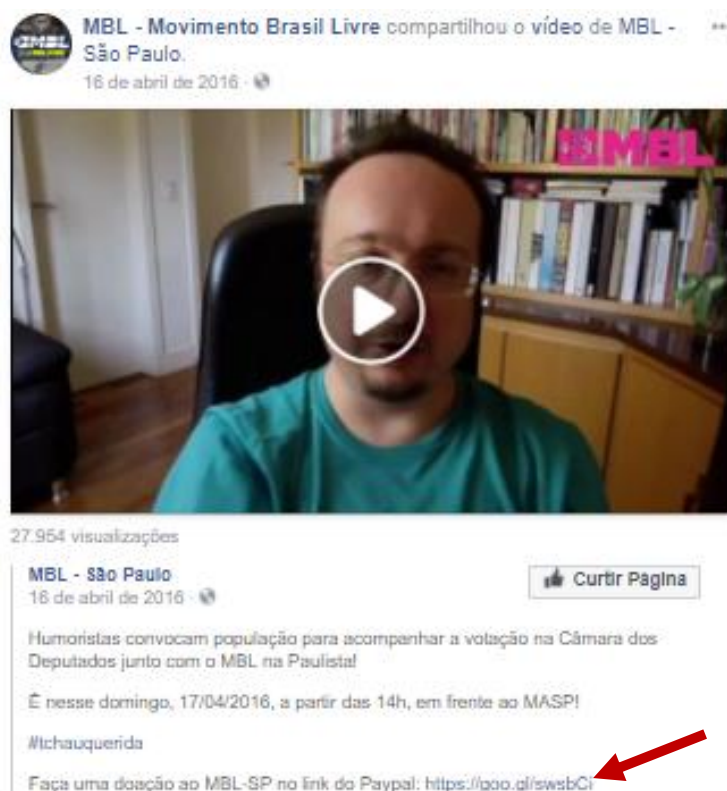 MBL - Movimento Brasil Livre compartilhou o vídeo de MBL -
São Paulo.
16 de abril de 2016
MBL
27.954 visualizações
MBL - São Paulo
16 de abril de 2016
Curtir Página
Humoristas convocam população para acompanhar a votação na Câmara dos
Deputados junto com o MBL na Paulista!
É nesse domingo, 17/04/2016, a partir das 14h, em frente ao MASP!
#tchauquerida
Faça uma doação ao MBL-SP no link do Paypal: https://goo.gl/swsbCi